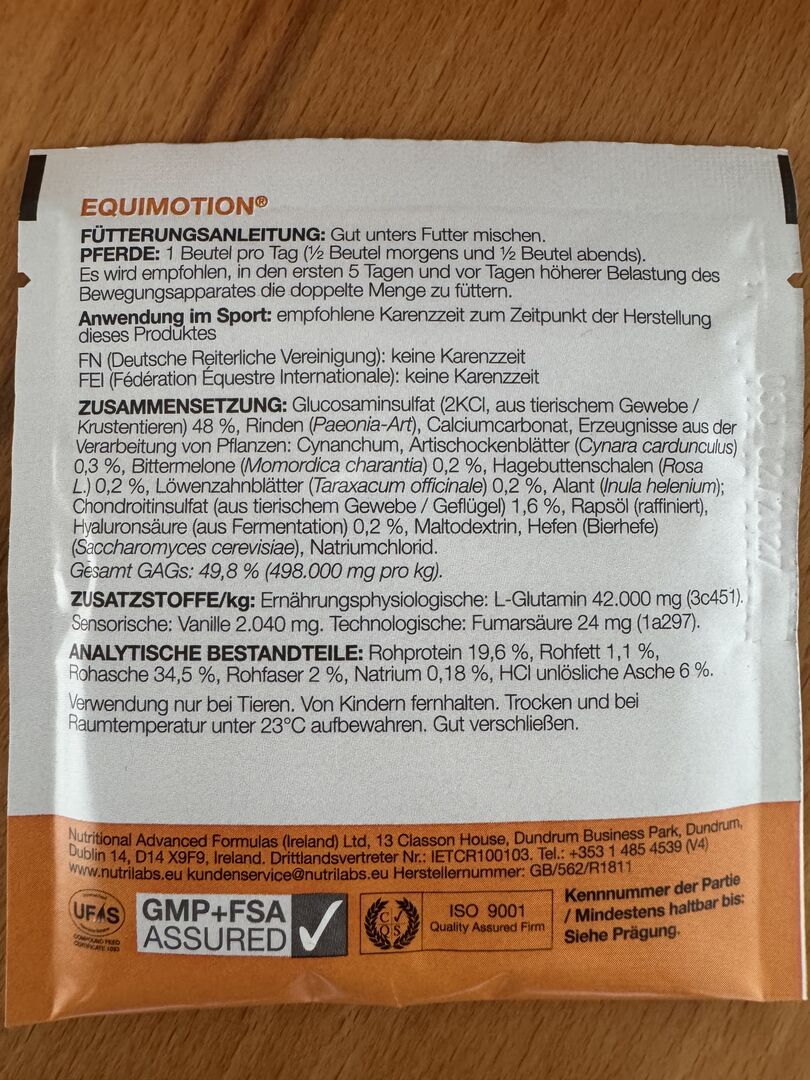 EQUIMOTION®
FÜTTERUNGSANLEITUNG: Gut unters Futter mischen.
PFERDE: 1 Beutel pro Tag (½ Beutel morgens und ½ Beutel abends).
Es wird empfohlen, in den ersten 5 Tagen und vor Tagen höherer Belastung des
Bewegungsapparates die doppelte Menge zu füttern.
Anwendung im Sport: empfohlene Karenzzeit zum Zeitpunkt der Herstellung
dieses Produktes
FN (Deutsche Reiterliche Vereinigung): keine Karenzzeit
FEI (Fédération Équestre Internationale): keine Karenzzeit
ZUSAMMENSETZUNG: Glucosaminsulfat (2KCl, aus tierischem Gewebe /
Krustentieren) 48 %, Rinden (Paeonia-Art), Calciumcarbonat, Erzeugnisse aus der
Verarbeitung von Pflanzen: Cynanchum, Artischockenblätter (Cynara cardunculus)
0,3 %, Bittermelone (Momordica charantia) 0,2 %, Hagebuttenschalen (Rosa
L.) 0,2 %, Löwenzahnblätter (Taraxacum officinale) 0,2 %, Alant (Inula helenium);
Chondroitinsulfat (aus tierischem Gewebe / Geflügel) 1,6 %, Rapsöl (raffiniert),
Hyaluronsäure (aus Fermentation) 0,2 %, Maltodextrin, Hefen (Bierhefe)
(Saccharomyces cerevisiae), Natriumchlorid.
Gesamt GAGs: 49,8 % (498.000 mg pro kg).
ZUSATZSTOFFE/kg: Ernährungsphysiologische: L-Glutamin 42.000 mg (3c451).
Sensorische: Vanille 2.040 mg. Technologische: Fumarsäure 24 mg (1a297).
ANALYTISCHE BESTANDTEILE: Rohprotein 19,6 %, Rohfett 1,1 %,
Rohasche 34,5 %, Rohfaser 2 %, Natrium 0,18 %, HCl unlösliche Asche 6 %.
Verwendung nur bei Tieren. Von Kindern fernhalten. Trocken und bei
Raumtemperatur unter 23°C aufbewahren. Gut verschließen.
Nutritional Advanced Formulas (Ireland) Ltd, 13 Classon House, Dundrum Business Park, Dundrum,
Dublin 14, D14 X9F9, Ireland. Drittlandsvertreter Nr.: IETCR100103. Tel.: +353 1 485 4539 (V4)
www.nutrilabs.eu kundenservice@nutrilabs.eu Herstellernummer: GB/562/R1811
UFAS
COMPOUND FEED
CERTIFICATE 1093
GMP+FSA
ASSURED
CQS
ISO 9001
Quality Assured Firm
Kennnummer der Partie
/ Mindestens haltbar bis:
Siehe Prägung.